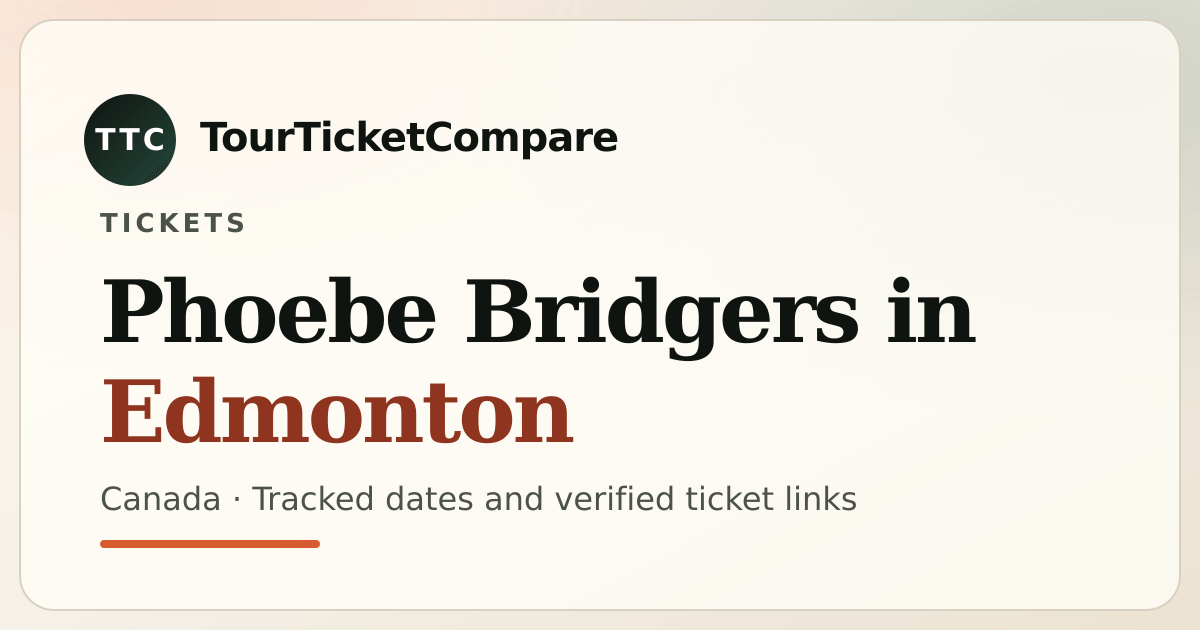 TTC TourTicketCompare
TICKETS
Phoebe Bridgers in
Edmonton
Canada · Tracked dates and verified ticket links